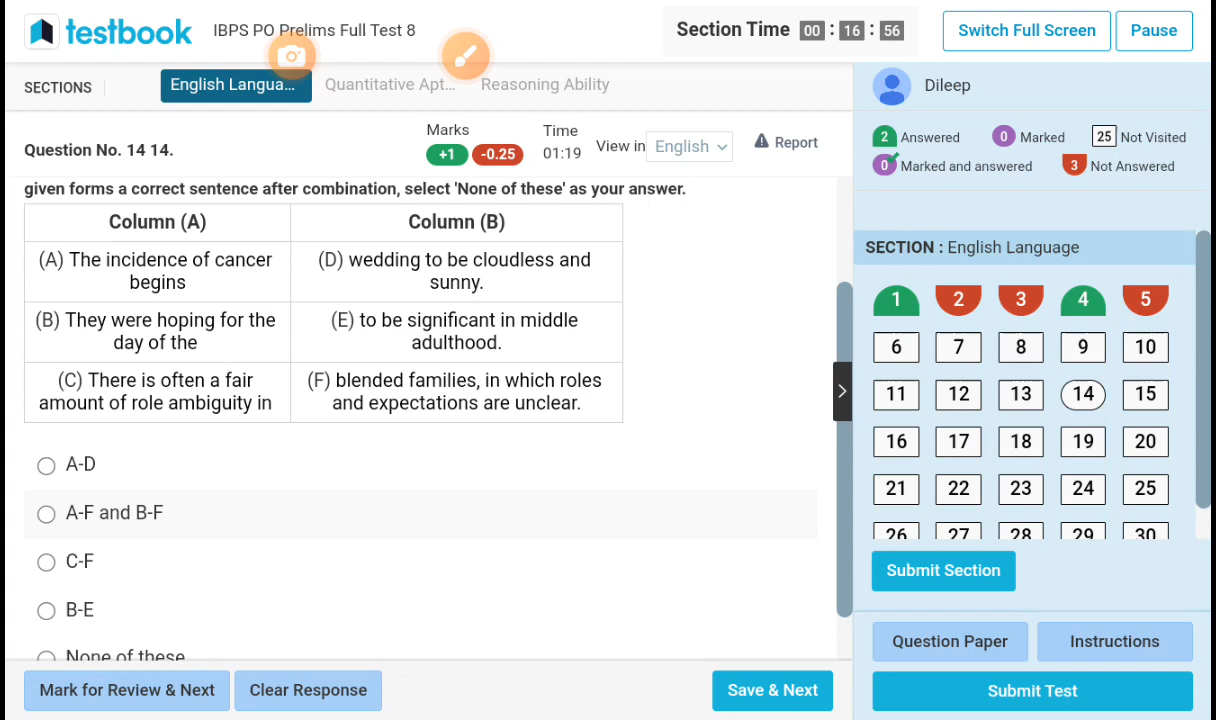 testbook
IBPS PO Prelims Full Test 8
Section Time 00 : 16 : 56
Switch Full Screen
Pause
SECTIONS
English Langua...
Quantitative Apt...
Reasoning Ability
Dileep
2 Answered
0 Marked
25 Not Visited
0 Marked and answered
3 Not Answered
Question No. 14 14.
Marks
+1 -0.25
Time
01:19
View in English
Report
given forms a correct sentence after combination, select 'None of these' as your answer.
Column (A) Column (B)
(A) The incidence of cancer
begins
(D) wedding to be cloudless and
sunny.
(B) They were hoping for the
day of the
(E) to be significant in middle
adulthood.
(C) There is often a fair
amount of role ambiguity in
(F) blended families, in which roles
and expectations are unclear.
A-D
A-F and B-F
C-F
B-E
None of these
Mark for Review & Next
Clear Response
Save & Next
SECTION : English Language
1 2 3 4 5
6 7 8 9 10
11 12 13 14 15
16 17 18 19 20
21 22 23 24 25
26 27 28 29 30
Submit Section
Question Paper
Instructions
Submit Test